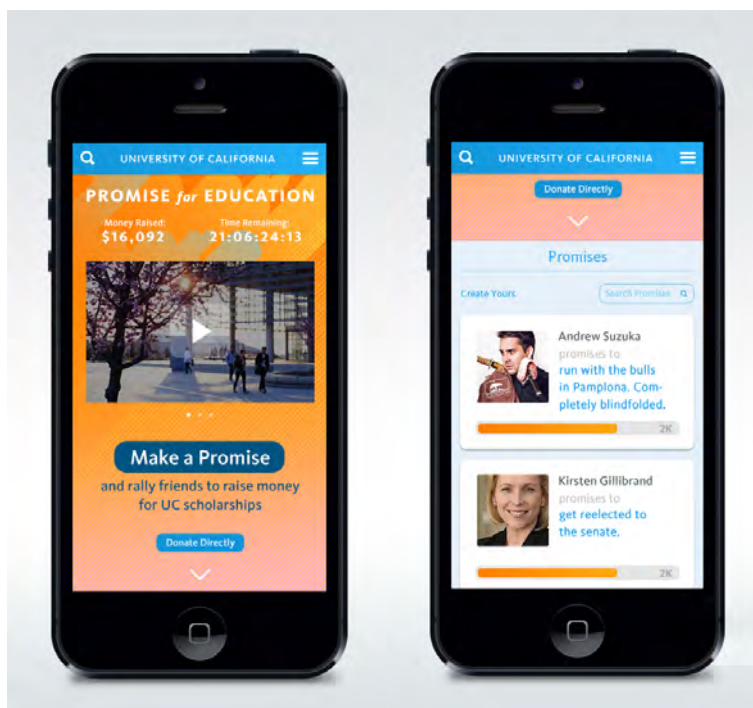 UNIVERSITY OF CALIFORNIA
PROMISE for EDUCATION
Money Raised:
$16,092
Time Remaining:
21:06:24:13
Make a Promise
and rally friends to raise money
for UC scholarships
Donate Directly
UNIVERSITY OF CALIFORNIA
Donate Directly
Promises
Create Yours
Search Promises
Andrew Suzuka
promises to
run with the bulls
in Pamplona. Com-
pletely blindfolded.
2K
Kirsten Gillibrand
promises to
get reelected to
the senate.
2K